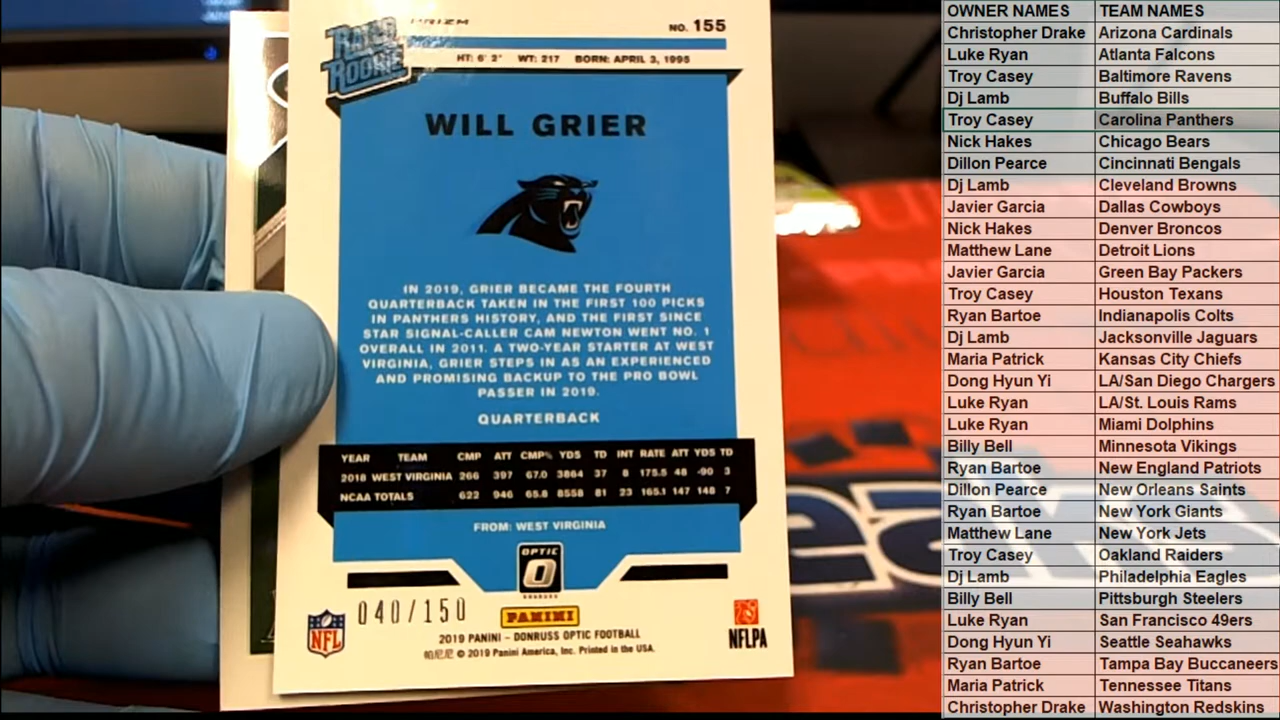 PRIZM
NO. 155
RATED
ROOKIE
HT: 6' 2" WT: 217 BORN: APRIL 3, 1995
WILL GRIER
IN 2019, GRIER BECAME THE FOURTH
QUARTERBACK TAKEN IN THE FIRST 100 PICKS
IN PANTHERS HISTORY, AND THE FIRST SINCE
STAR SIGNAL-CALLER CAM NEWTON WENT NO. 1
OVERALL IN 2011. A TWO-YEAR STARTER AT WEST
VIRGINIA, GRIER STEPS IN AS AN EXPERIENCED
AND PROMISING BACKUP TO THE PRO BOWL
PASSER IN 2019.
QUARTERBACK
YEAR TEAM CMP ATT CMP% YDS TD INT RATE ATT YDS TD
2018 WEST VIRGINIA 266 397 67.0 3864 37 8 175.5 48 -90 3
NCAA TOTALS 622 946 65.8 8558 81 23 165.1 147 148 7
FROM: WEST VIRGINIA
OPTIC
DONRUSS
040/150
NFL
PANINI
NFLPA
2019 PANINI - DONRUSS OPTIC FOOTBALL
帕尼尼 © 2019 Panini America, Inc. Printed in the USA.
OWNER NAMES TEAM NAMES
Christopher Drake Arizona Cardinals
Luke Ryan Atlanta Falcons
Troy Casey Baltimore Ravens
Dj Lamb Buffalo Bills
Troy Casey Carolina Panthers
Nick Hakes Chicago Bears
Dillon Pearce Cincinnati Bengals
Dj Lamb Cleveland Browns
Javier Garcia Dallas Cowboys
Nick Hakes Denver Broncos
Matthew Lane Detroit Lions
Javier Garcia Green Bay Packers
Troy Casey Houston Texans
Ryan Bartoe Indianapolis Colts
Dj Lamb Jacksonville Jaguars
Maria Patrick Kansas City Chiefs
Dong Hyun Yi LA/San Diego Chargers
Luke Ryan LA/St. Louis Rams
Luke Ryan Miami Dolphins
Billy Bell Minnesota Vikings
Ryan Bartoe New England Patriots
Dillon Pearce New Orleans Saints
Ryan Bartoe New York Giants
Matthew Lane New York Jets
Troy Casey Oakland Raiders
Dj Lamb Philadelphia Eagles
Billy Bell Pittsburgh Steelers
Luke Ryan San Francisco 49ers
Dong Hyun Yi Seattle Seahawks
Ryan Bartoe Tampa Bay Buccaneers
Maria Patrick Tennessee Titans
Christopher Drake Washington Redskins